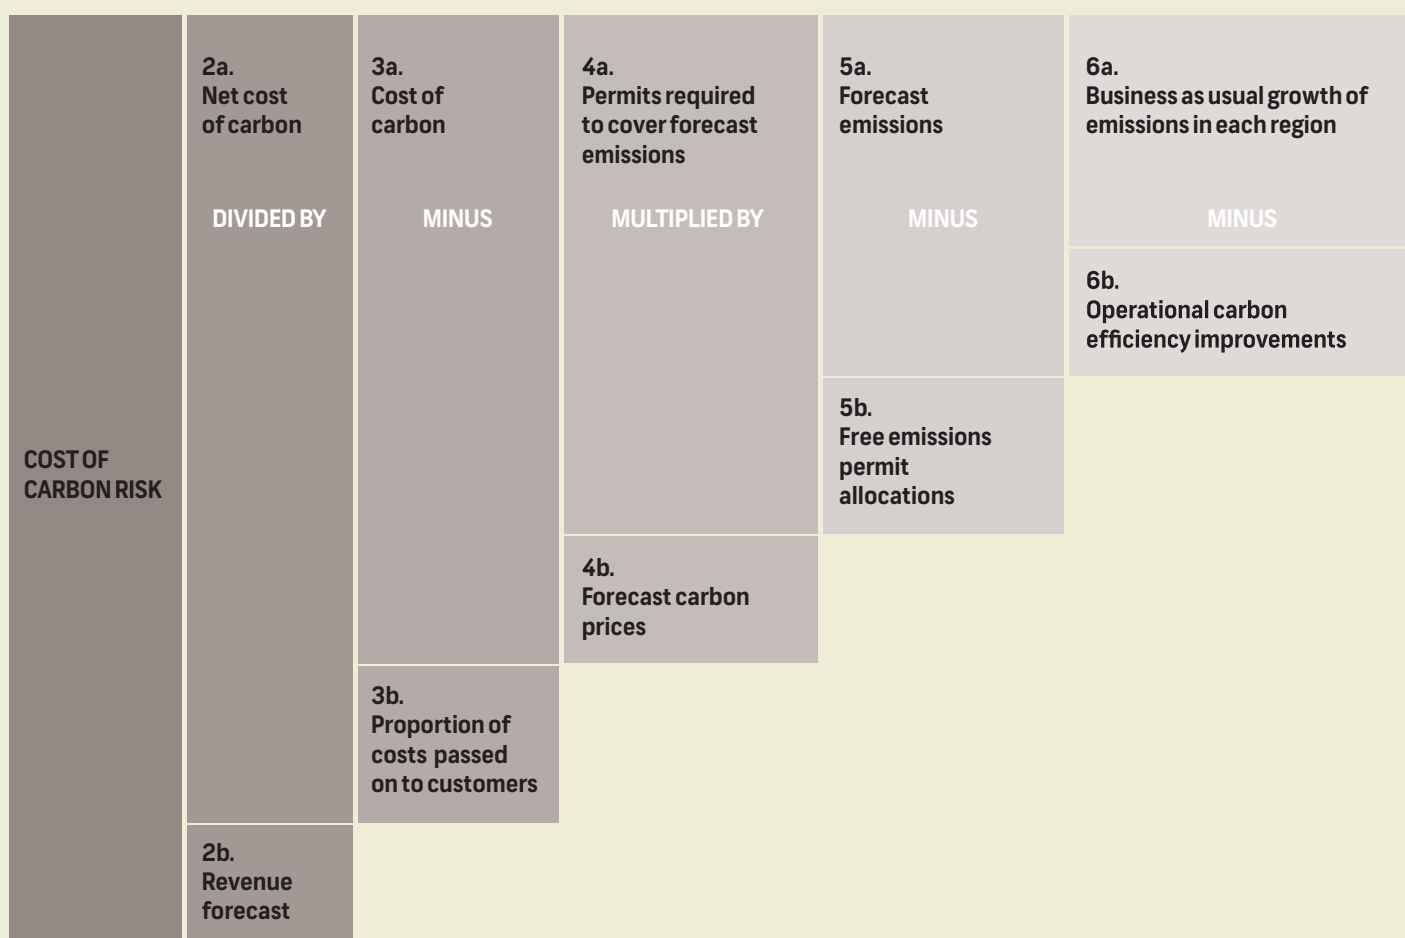 COST OF
CARBON RISK
2a.
Net cost
of carbon
DIVIDED BY
2b.
Revenue
forecast
3a.
Cost of
carbon
MINUS
3b.
Proportion of
costs passed
on to customers
4a.
Permits required
to cover forecast
emissions
MULTIPLIED BY
4b.
Forecast carbon
prices
5a.
Forecast
emissions
MINUS
5b.
Free emissions
permit
allocations
6a.
Business as usual growth of
emissions in each region
MINUS
6b.
Operational carbon
efficiency improvements